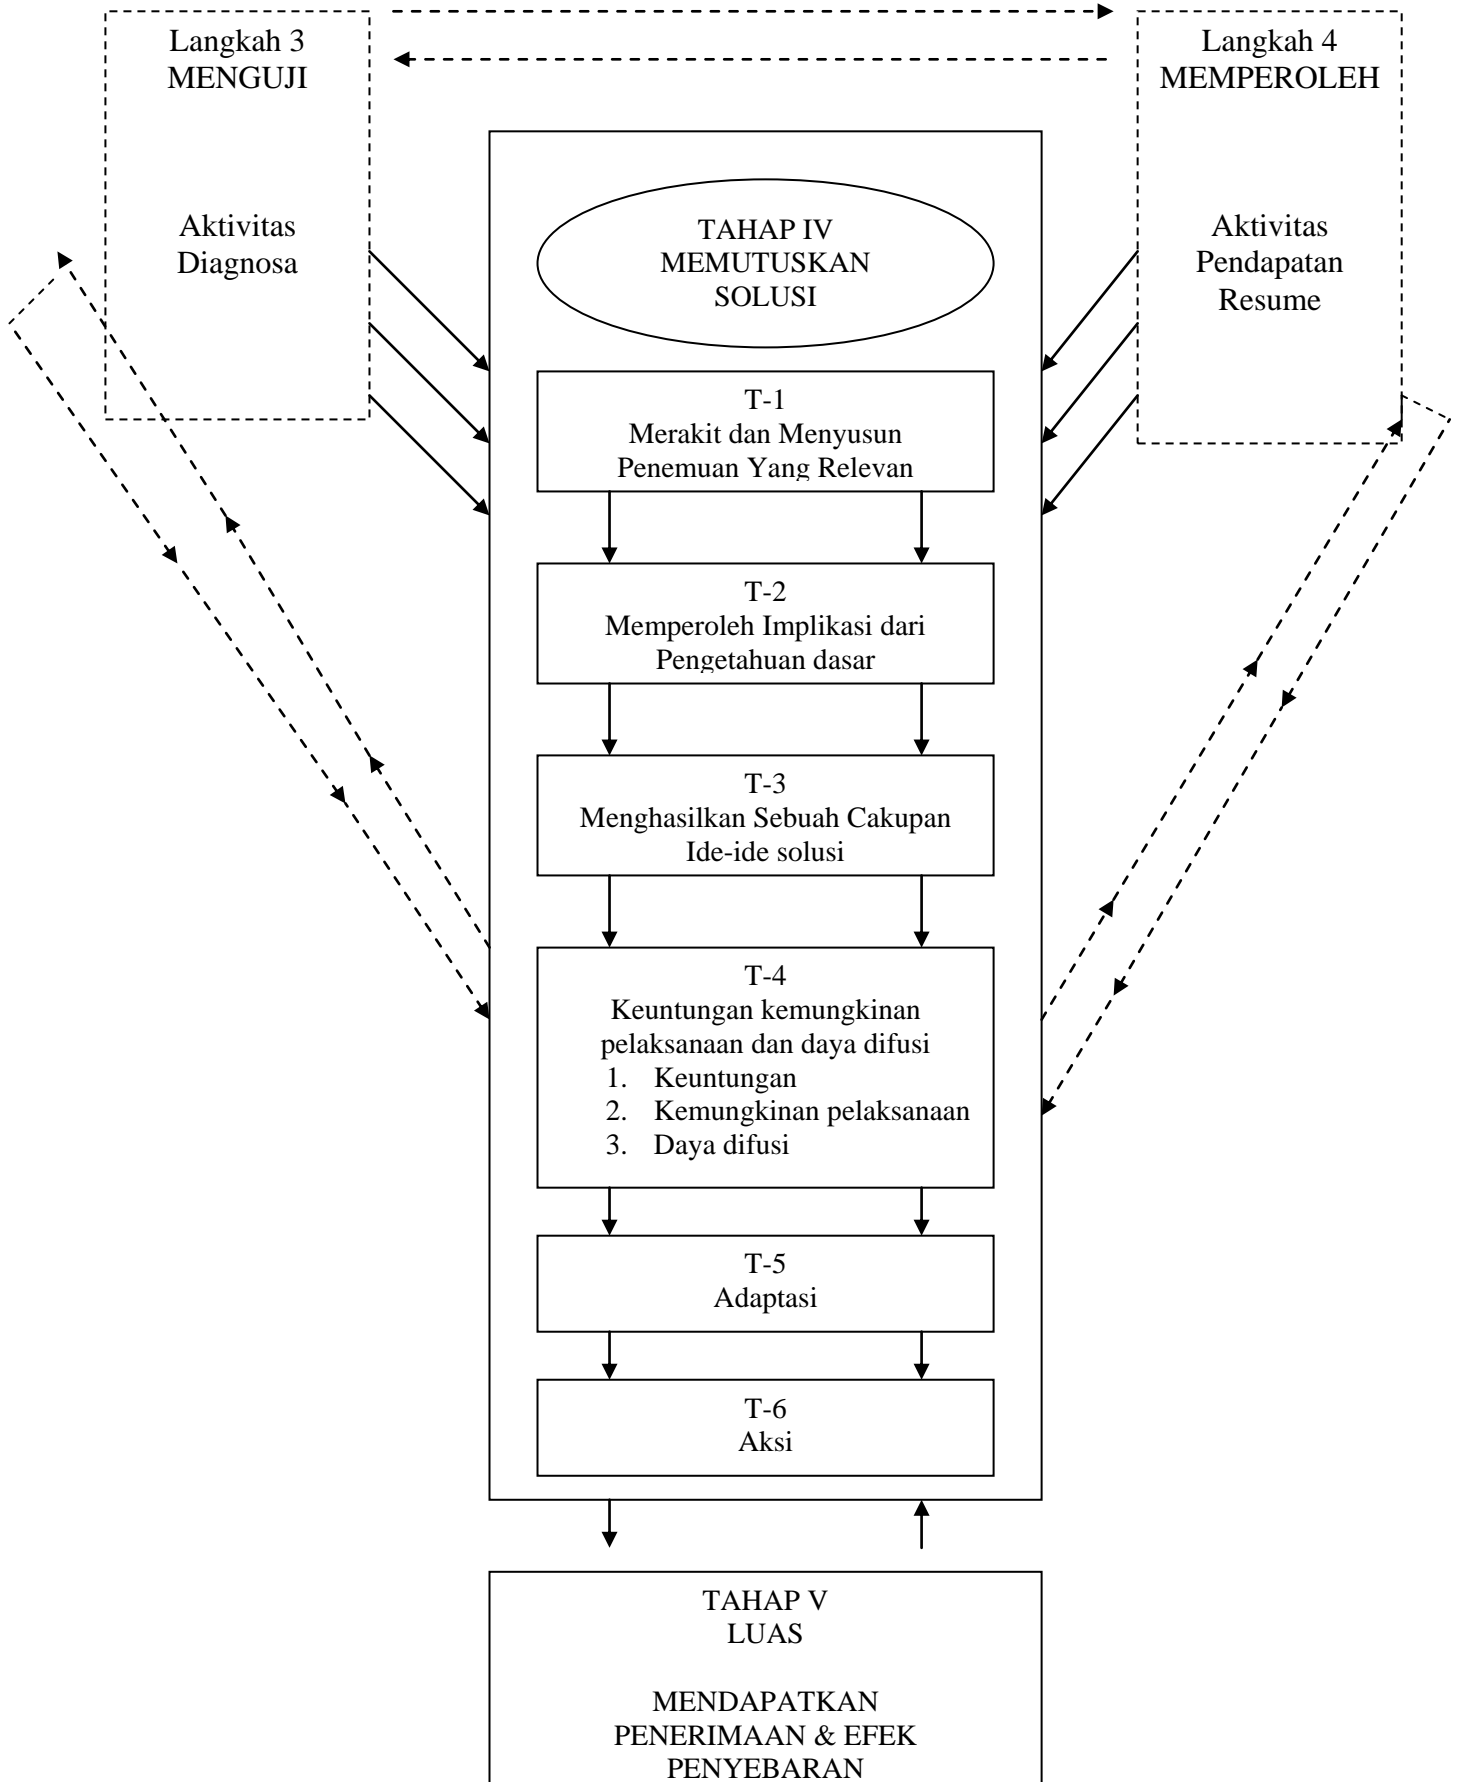 Langkah 3
MENGUJI
Aktivitas
Diagnosa
Langkah 4
MEMPEROLEH
Aktivitas
Pendapatan
Resume
TAHAP IV
MEMUTUSKAN
SOLUSI
T-1
Merakit dan Menyusun
Penemuan Yang Relevan
T-2
Memperoleh Implikasi dari
Pengetahuan dasar
T-3
Menghasilkan Sebuah Cakupan
Ide-ide solusi
T-4
Keuntungan kemungkinan
pelaksanaan dan daya difusi
1. Keuntungan
2. Kemungkinan pelaksanaan
3. Daya difusi
T-5
Adaptasi
T-6
Aksi
TAHAP V
LUAS
MENDAPATKAN
PENERIMAAN & EFEK
PENYEBARAN